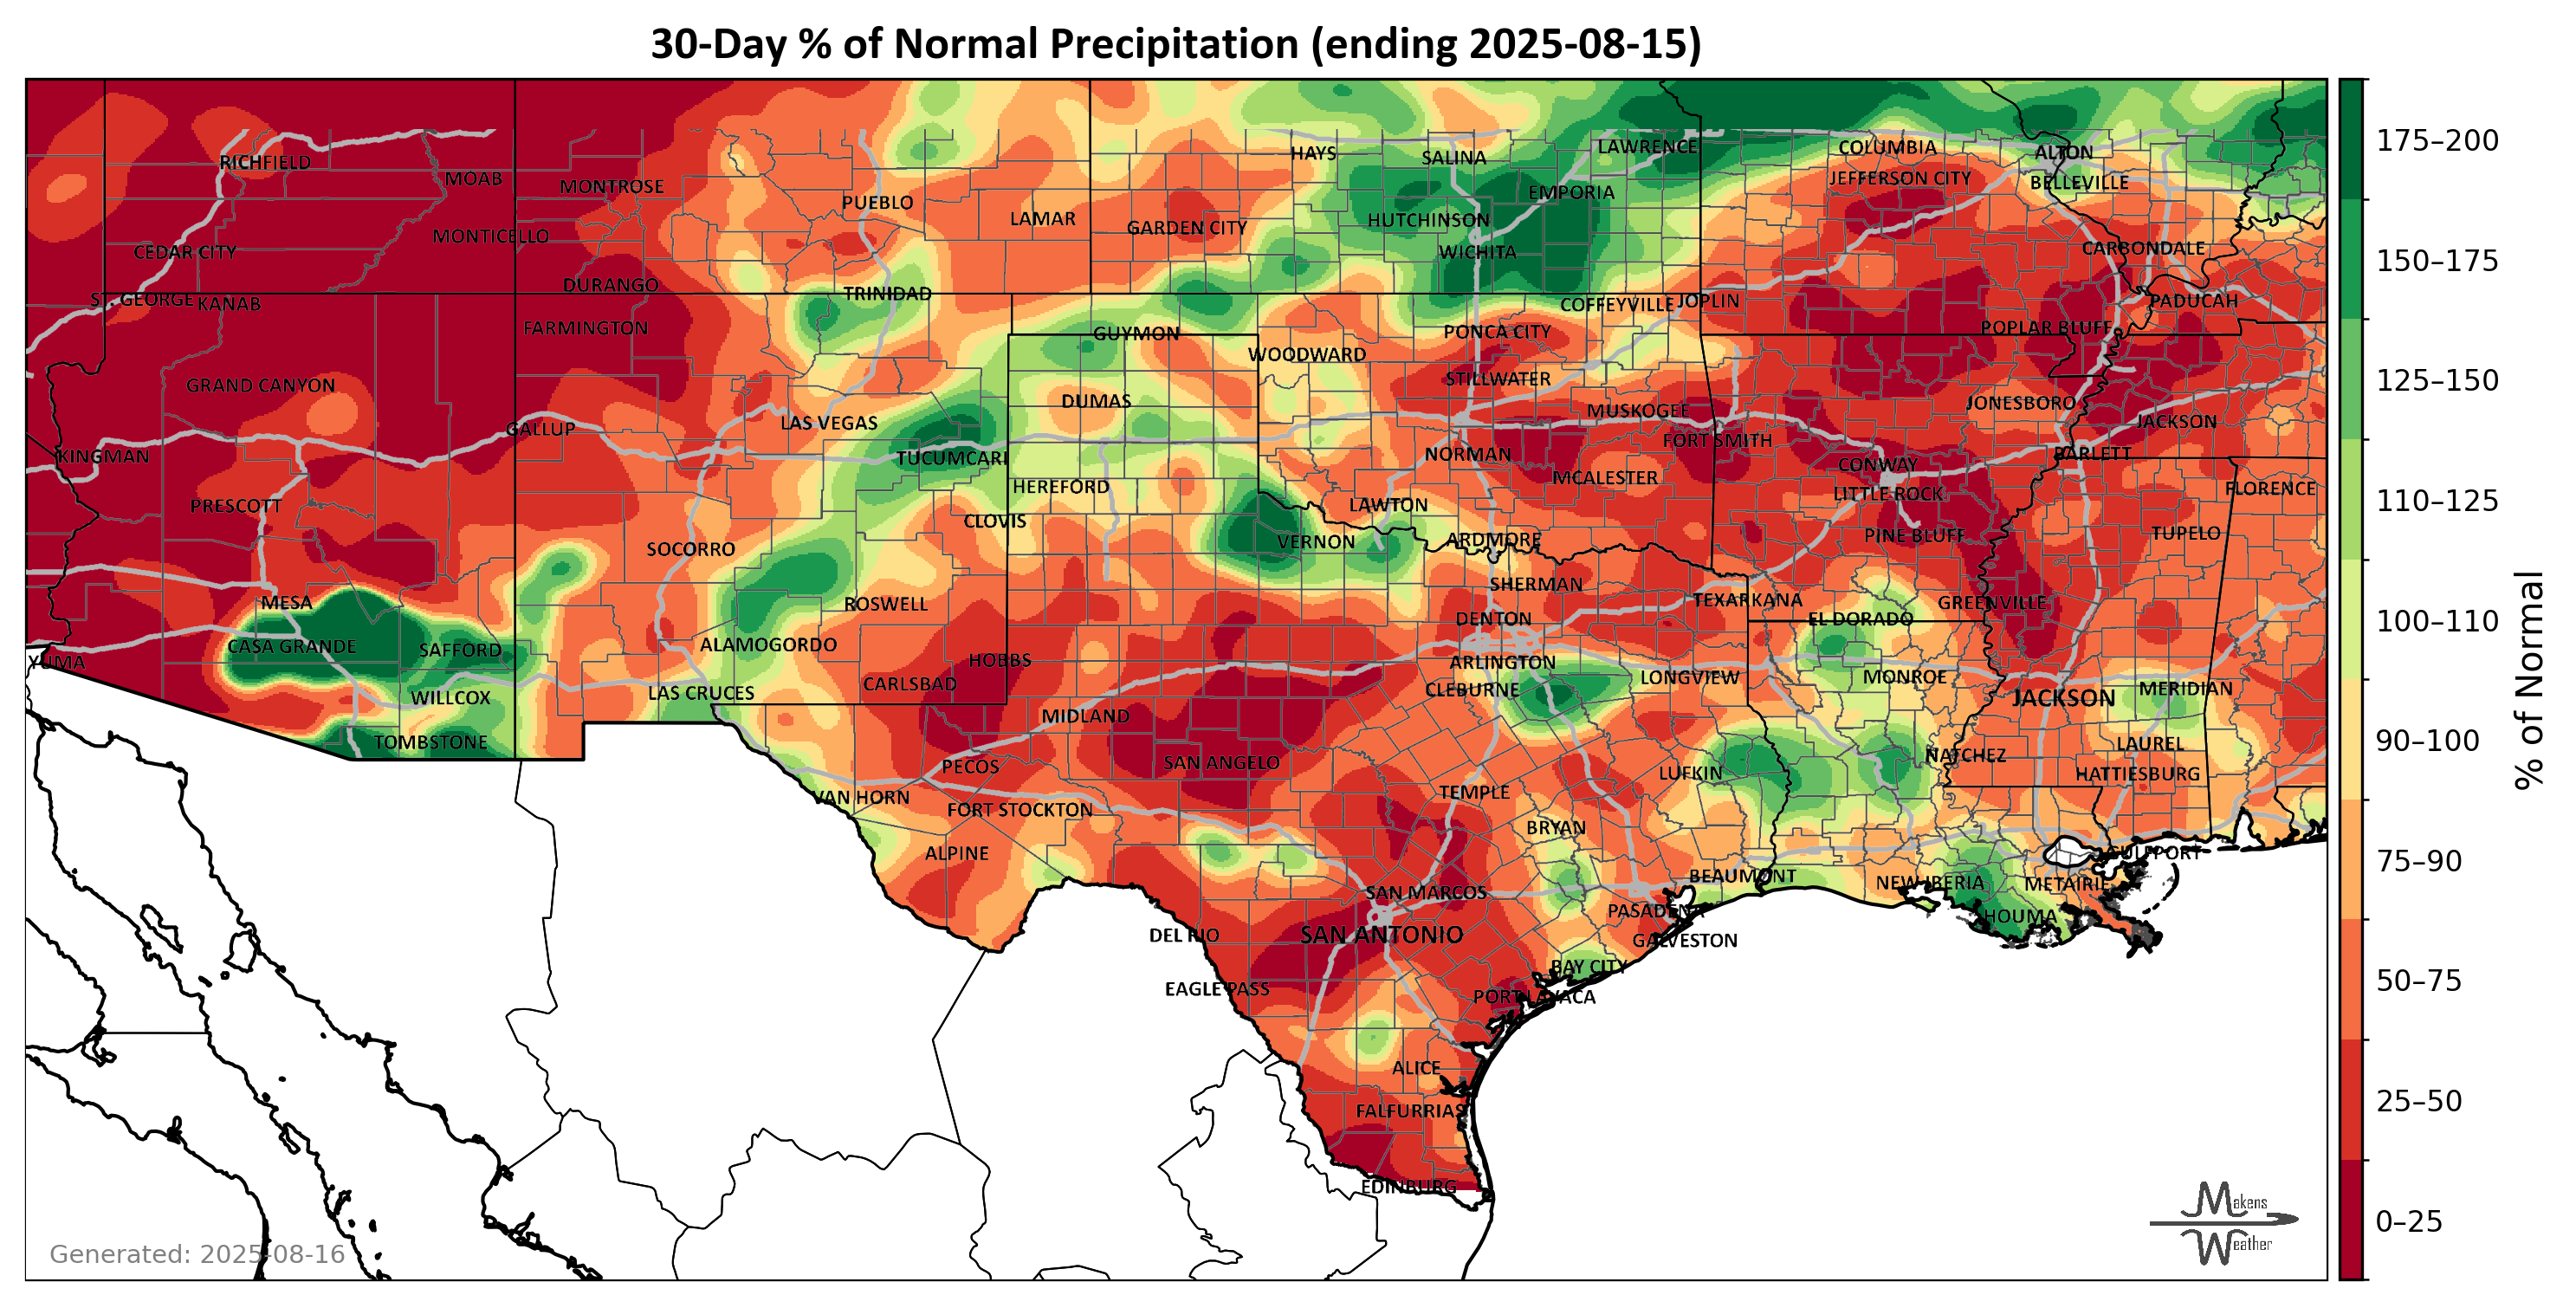 30-Day % of Normal Precipitation (ending 2025-08-15)
RICHFIELD
MOAB
MONTROSE
PUEBLO
LAMAR
GARDEN CITY
HAYS
SALINA
LAWRENCE
EMPORIA
HUTCHINSON
WICHITA
COLUMBIA
JEFFERSON CITY
ALTON
BELLEVILLE
CARBONDALE
PADUCAH
CEDAR CITY
MONTICELLO
DURANGO
TRINIDAD
ST. GEORGE
KANAB
FARMINGTON
GUYMON
WOODWARD
PONCA CITY
COFFEYVILLE
JOPLIN
POPLAR BLUFF
GRAND CANYON
GALLUP
LAS VEGAS
DUMAS
STILLWATER
MUSKOGEE
FORT SMITH
JONESBORO
JACKSON
BARLETT
KINGMAN
TUCUMCARI
HEREFORD
NORMAN
MCALESTER
CONWAY
LITTLE ROCK
PINE BLUFF
FLORENCE
TUPELO
PRESCOTT
SOCORRO
CLOVIS
VERNON
LAWTON
ARDMORE
SHERMAN
MESA
CASA GRANDE
SAFFORD
ALAMOGORDO
ROSWELL
HOBBS
DENTON
ARLINGTON
CLEBURNE
TEXARKANA
EL DORADO
GREENVILLE
YUMA
WILLCOX
TOMBSTONE
LAS CRUCES
CARLSBAD
MIDLAND
LONGVIEW
MONROE
JACKSON
MERIDIAN
LAUREL
HATTIESBURG
NATCHEZ
PECOS
SAN ANGELO
VAN HORN
FORT STOCKTON
TEMPLE
LUFKIN
BRYAN
ALPINE
SAN MARCOS
BEAUMONT
NEW IBERIA
METAIRIE
GULFPORT
HOUMA
DEL RIO
SAN ANTONIO
PASADENA
GALVESTON
BAY CITY
EAGLE PASS
PORT LAVACA
ALICE
FALFURRIAS
EDINBURG
175–200
150–175
125–150
110–125
100–110
90–100
75–90
50–75
25–50
0–25
% of Normal
Generated: 2025-08-16
Makens
Weather